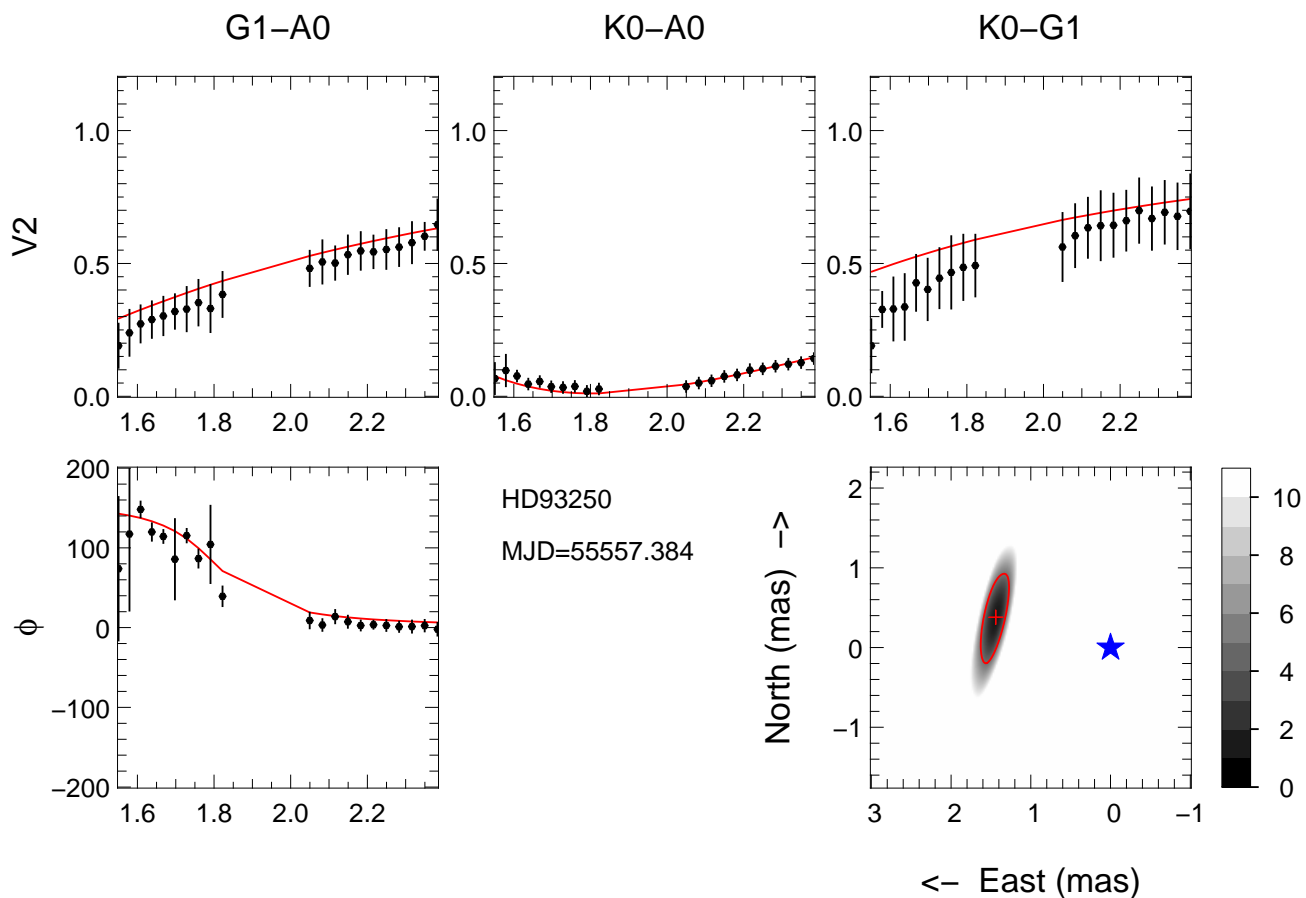 G1−A0 K0−A0 K0−G1
V2
1.0 1.0 1.0
0.5 0.5 0.5
0.0 0.0 0.0
1.6 1.8 2.0 2.2 1.6 1.8 2.0 2.2 1.6 1.8 2.0 2.2
ϕ
200
100
0
−100
−200
1.6 1.8 2.0 2.2
HD93250
MJD=55557.384
North (mas) −>
2
1
0
−1
3 2 1 0 −1
<− East (mas)
10
8
6
4
2
0